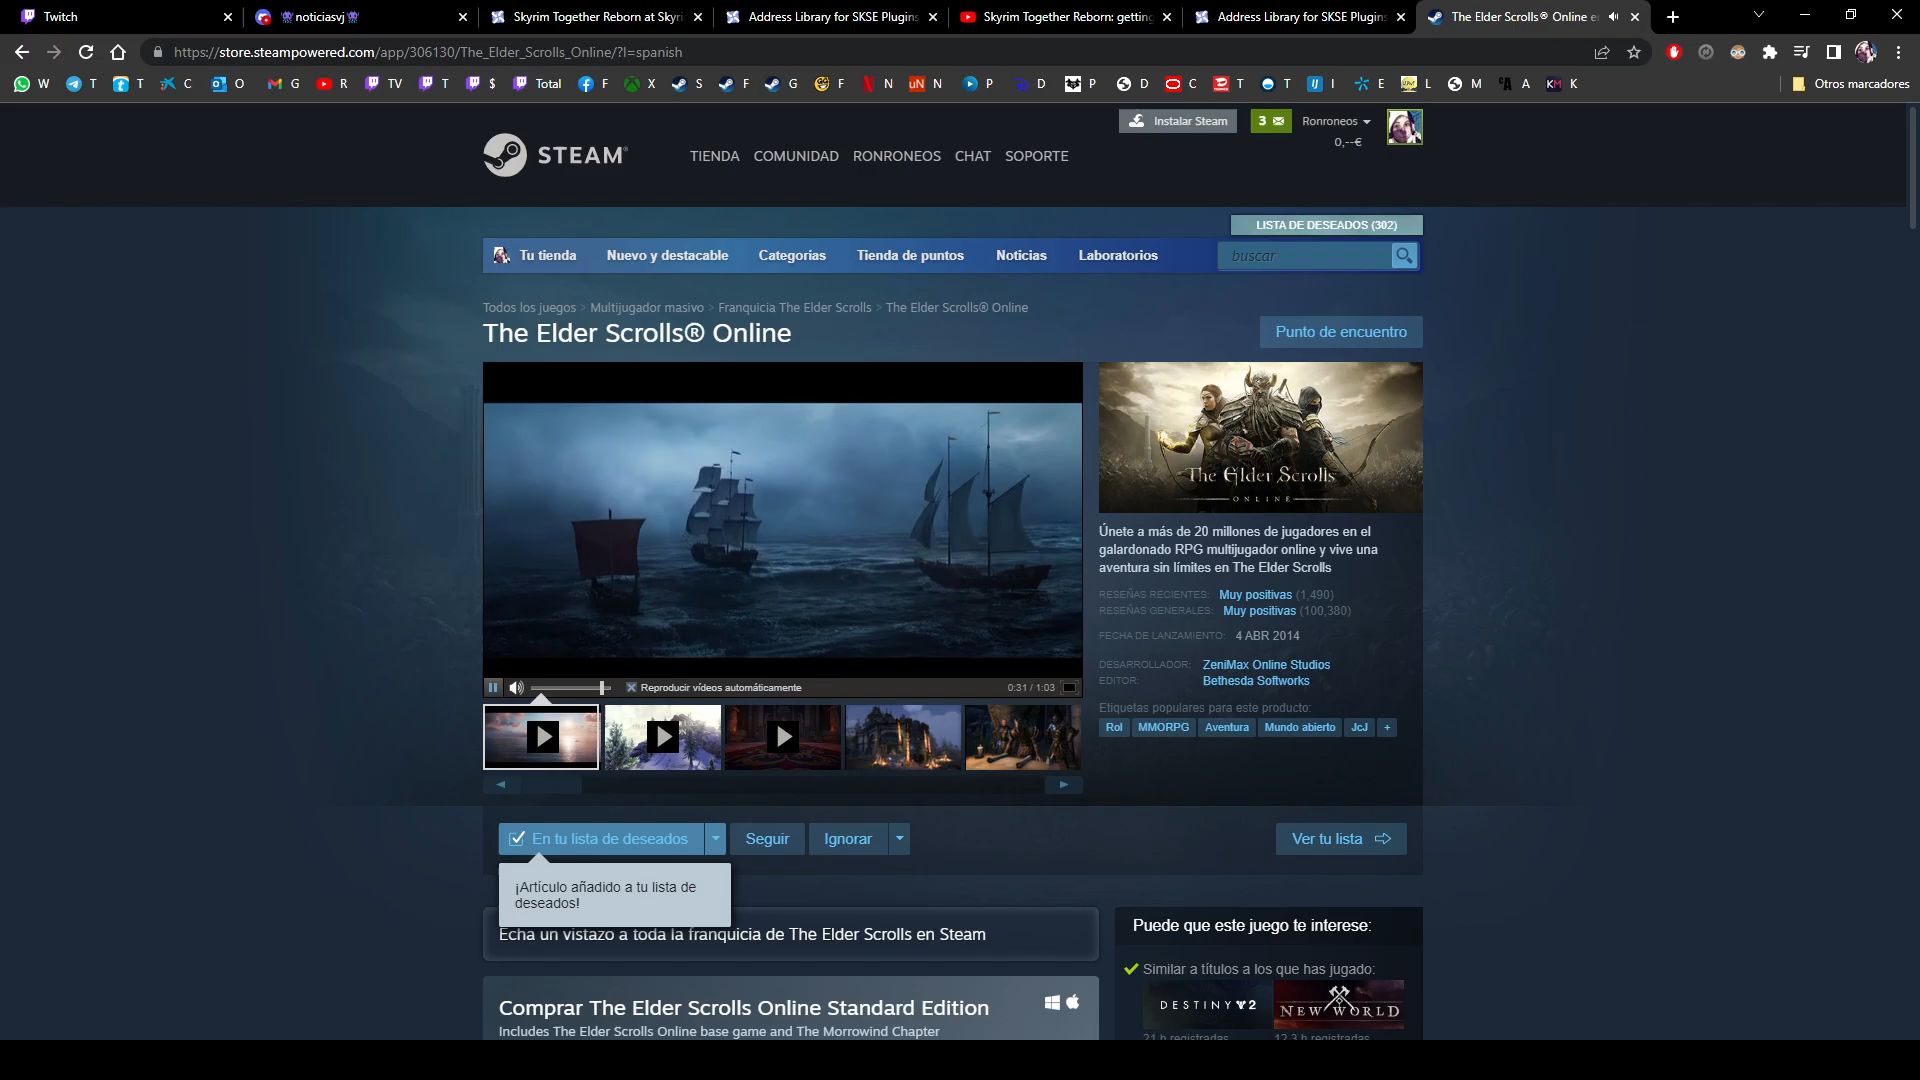 Twitch
noticiasvj
Skyrim Together Reborn at Skyri
Address Library for SKSE Plugins
Skyrim Together Reborn: getting
Address Library for SKSE Plugins
The Elder Scrolls® Online e
https://store.steampowered.com/app/306130/The_Elder_Scrolls_Online/?l=spanish
W T T C O G R TV T $ Total F X S F G F N N P D P D C T T I E L M A K
Otros marcadores
Instalar Steam
3
Ronroneos
0,--€
STEAM®
TIENDA COMUNIDAD RONRONEOS CHAT SOPORTE
LISTA DE DESEADOS (302)
Tu tienda Nuevo y destacable Categorías Tienda de puntos Noticias Laboratorios
buscar
Todos los juegos > Multijugador masivo > Franquicia The Elder Scrolls > The Elder Scrolls® Online
The Elder Scrolls® Online
Punto de encuentro
The Elder Scrolls
ONLINE
Únete a más de 20 millones de jugadores en el
galardonado RPG multijugador online y vive una
aventura sin límites en The Elder Scrolls
RESEÑAS RECIENTES: Muy positivas (1,490)
RESEÑAS GENERALES: Muy positivas (100,380)
FECHA DE LANZAMIENTO: 4 ABR 2014
DESARROLLADOR: ZeniMax Online Studios
EDITOR: Bethesda Softworks
Etiquetas populares para este producto:
Rol MMORPG Aventura Mundo abierto JcJ +
Reproducir vídeos automáticamente
0:31 / 1:03
En tu lista de deseados
Seguir
Ignorar
Ver tu lista
¡Artículo añadido a tu lista de
deseados!
Echa un vistazo a toda la franquicia de The Elder Scrolls en Steam
Comprar The Elder Scrolls Online Standard Edition
Includes The Elder Scrolls Online base game and The Morrowind Chapter
Puede que este juego te interese:
Similar a títulos a los que has jugado:
DESTINY 2
NEW WORLD
21 h registradas
12.3 h registradas